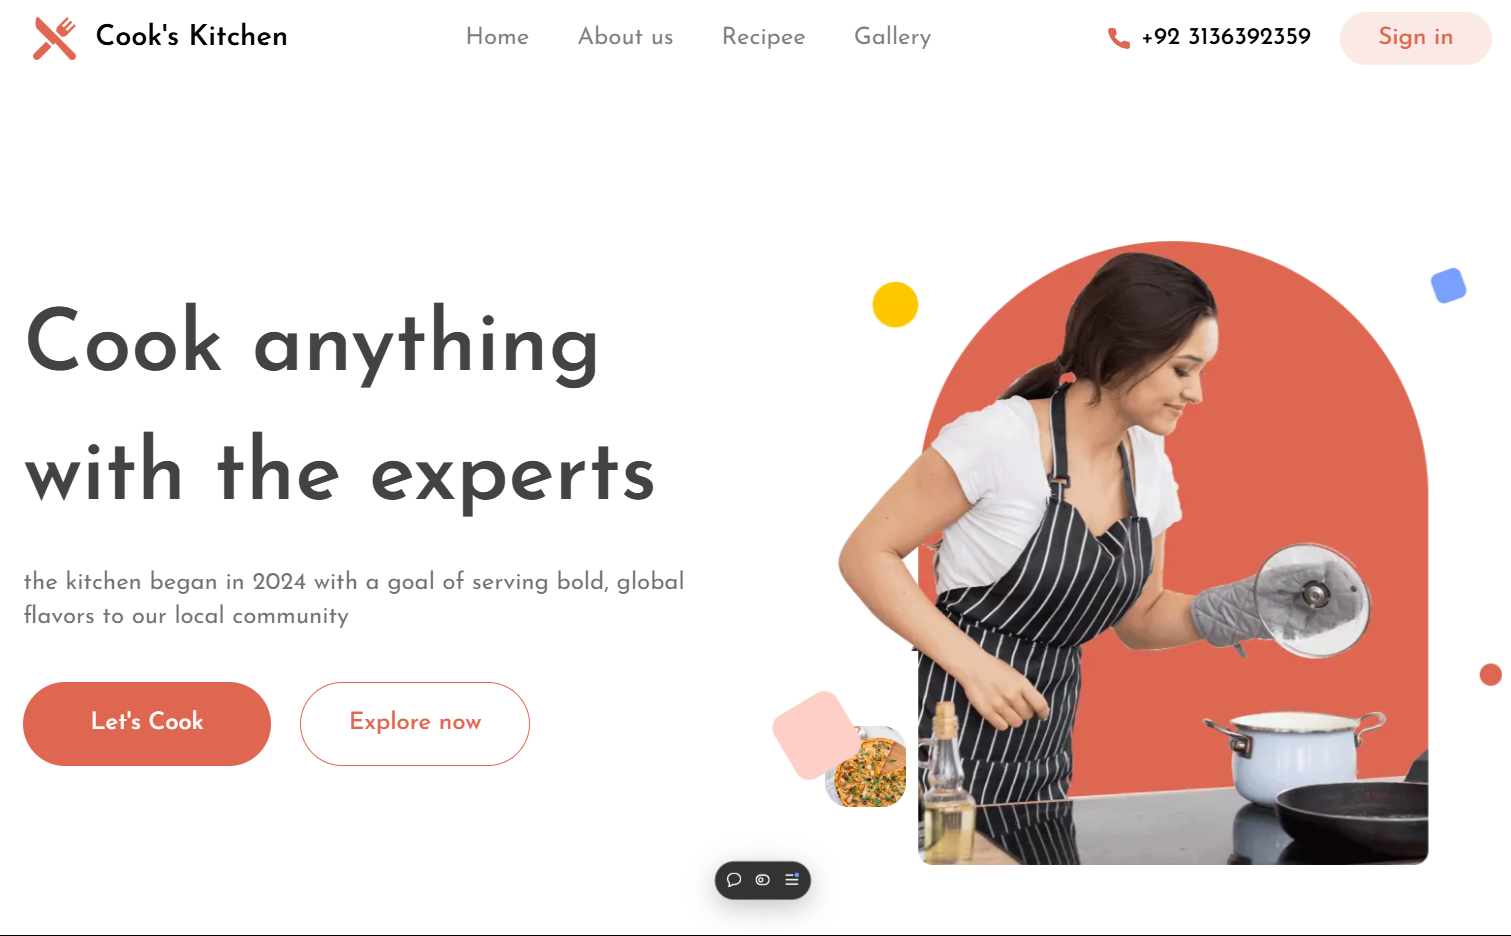 Cook's Kitchen
Home
About us
Recipee
Gallery
+92 3136392359
Sign in
Cook anything
with the experts
the kitchen began in 2024 with a goal of serving bold, global
flavors to our local community
Let's Cook
Explore now